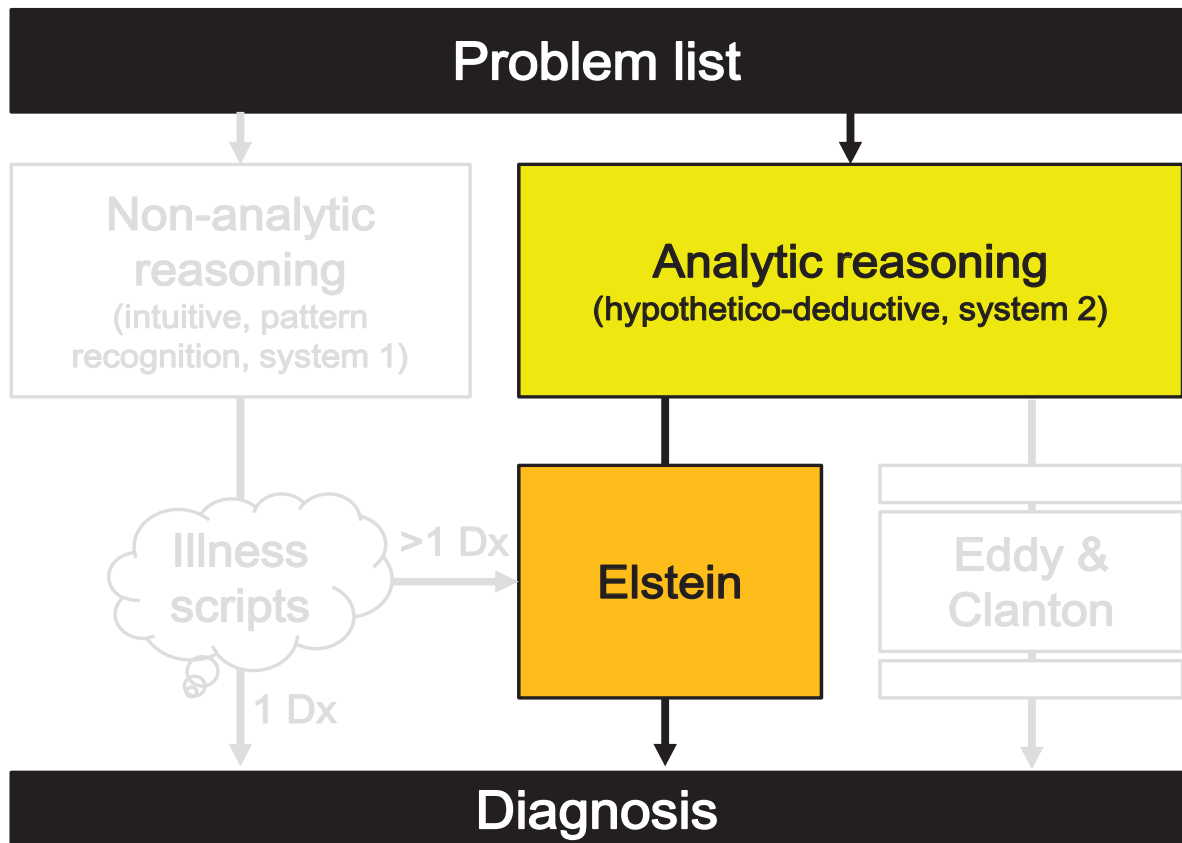 Problem list
Non-analytic
reasoning
(intuitive, pattern
recognition, system 1)
Analytic reasoning
(hypothetico-deductive, system 2)
Illness
scripts
>1 Dx
1 Dx
Elstein
Eddy &
Clanton
Diagnosis